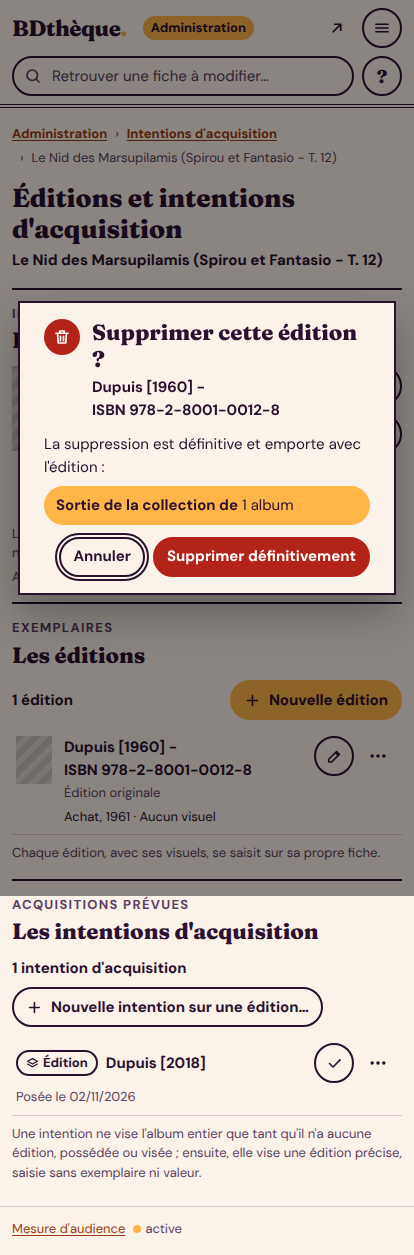 BDthèque.
Administration
Retrouver une fiche à modifier…
?
Administration › Intentions d'acquisition
› Le Nid des Marsupilamis (Spirou et Fantasio - T. 12)
Éditions et intentions
d'acquisition
Le Nid des Marsupilamis (Spirou et Fantasio - T. 12)
Supprimer cette édition
?
Dupuis [1960] -
ISBN 978-2-8001-0012-8
La suppression est définitive et emporte avec
l'édition :
Sortie de la collection de 1 album
Annuler
Supprimer définitivement
EXEMPLAIRES
Les éditions
1 édition
+ Nouvelle édition
Dupuis [1960] -
ISBN 978-2-8001-0012-8
Édition originale
Achat, 1961 · Aucun visuel
Chaque édition, avec ses visuels, se saisit sur sa propre fiche.
ACQUISITIONS PRÉVUES
Les intentions d'acquisition
1 intention d'acquisition
+ Nouvelle intention sur une édition…
Édition
Dupuis [2018]
Posée le 02/11/2026
Une intention ne vise l'album entier que tant qu'il n'a aucune
édition, possédée ou visée ; ensuite, elle vise une édition précise,
saisie sans exemplaire ni valeur.
Mesure d'audience
active